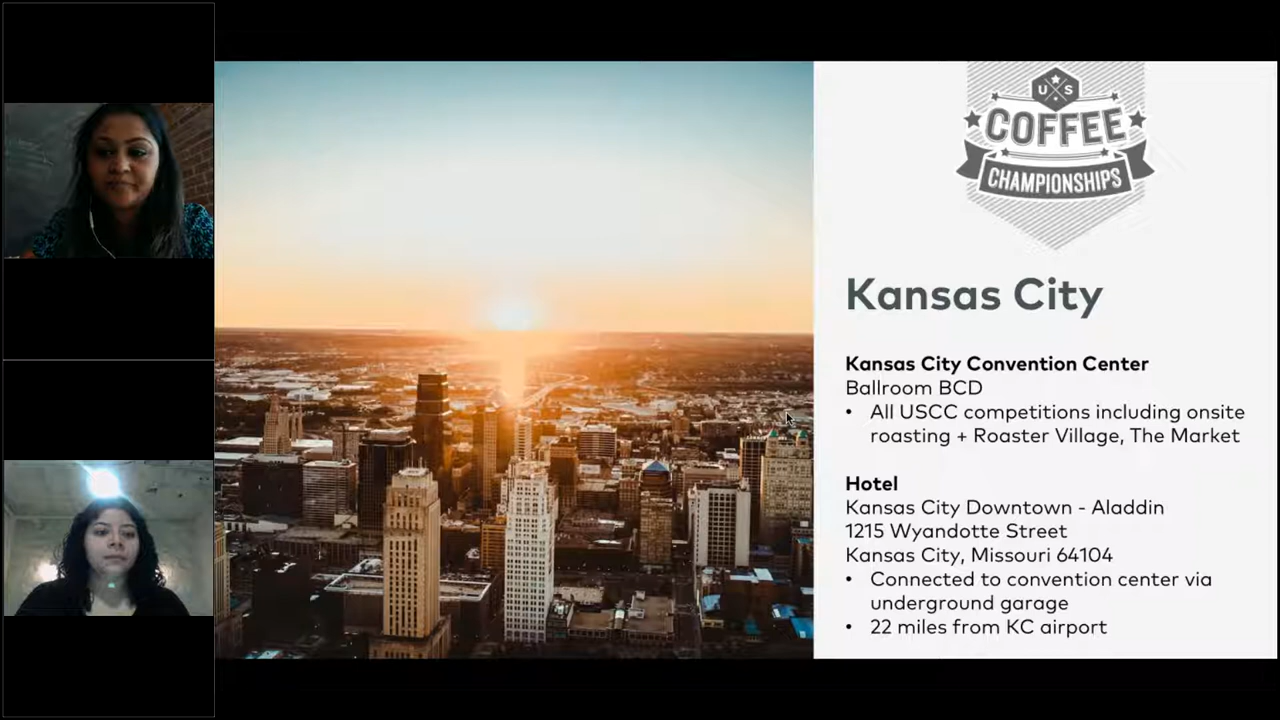 U S
COFFEE
CHAMPIONSHIPS
Kansas City
Kansas City Convention Center
Ballroom BCD
• All USCC competitions including onsite
roasting + Roaster Village, The Market
Hotel
Kansas City Downtown - Aladdin
1215 Wyandotte Street
Kansas City, Missouri 64104
• Connected to convention center via
underground garage
• 22 miles from KC airport